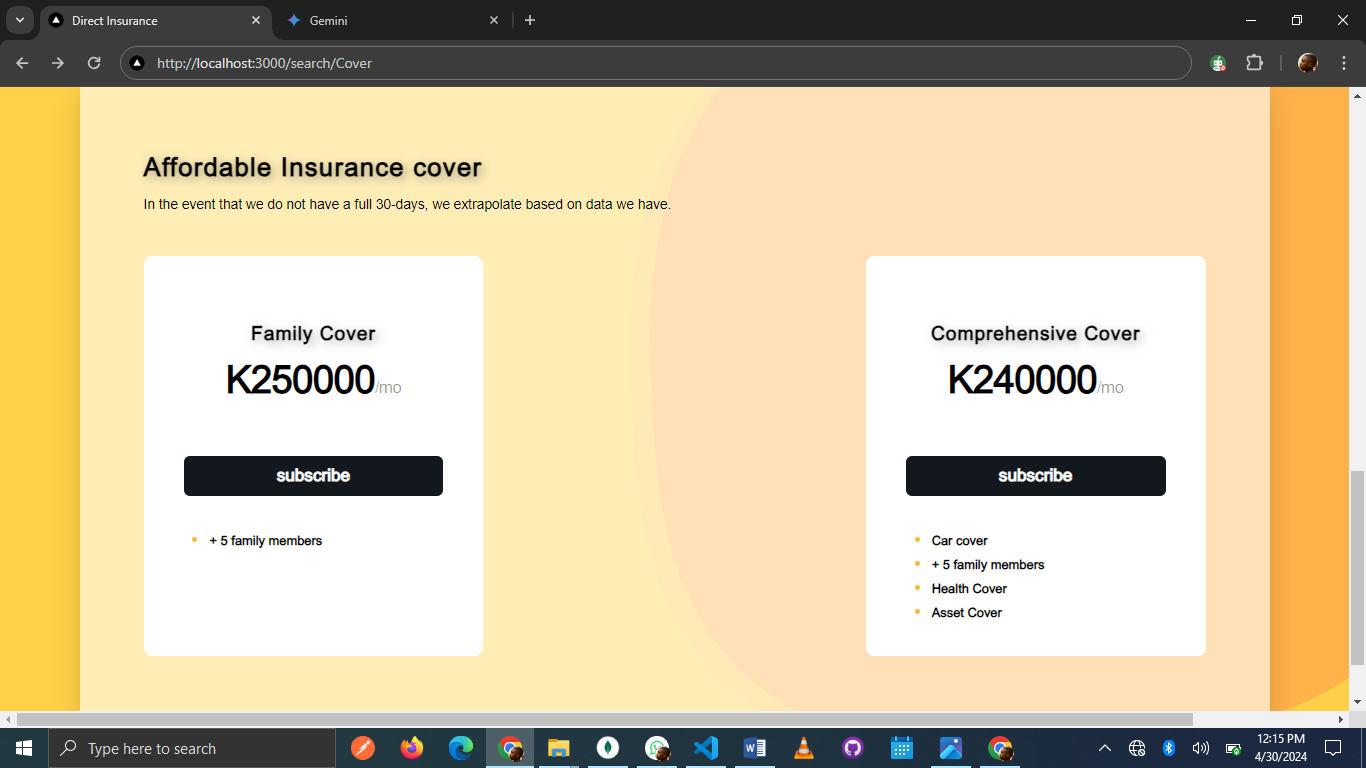 Direct Insurance
Gemini
http://localhost:3000/search/Cover
Affordable Insurance cover
In the event that we do not have a full 30-days, we extrapolate based on data we have.
Family Cover
K250000/mo
subscribe
+ 5 family members
Comprehensive Cover
K240000/mo
subscribe
Car cover
+ 5 family members
Health Cover
Asset Cover
Type here to search
12:15 PM
4/30/2024